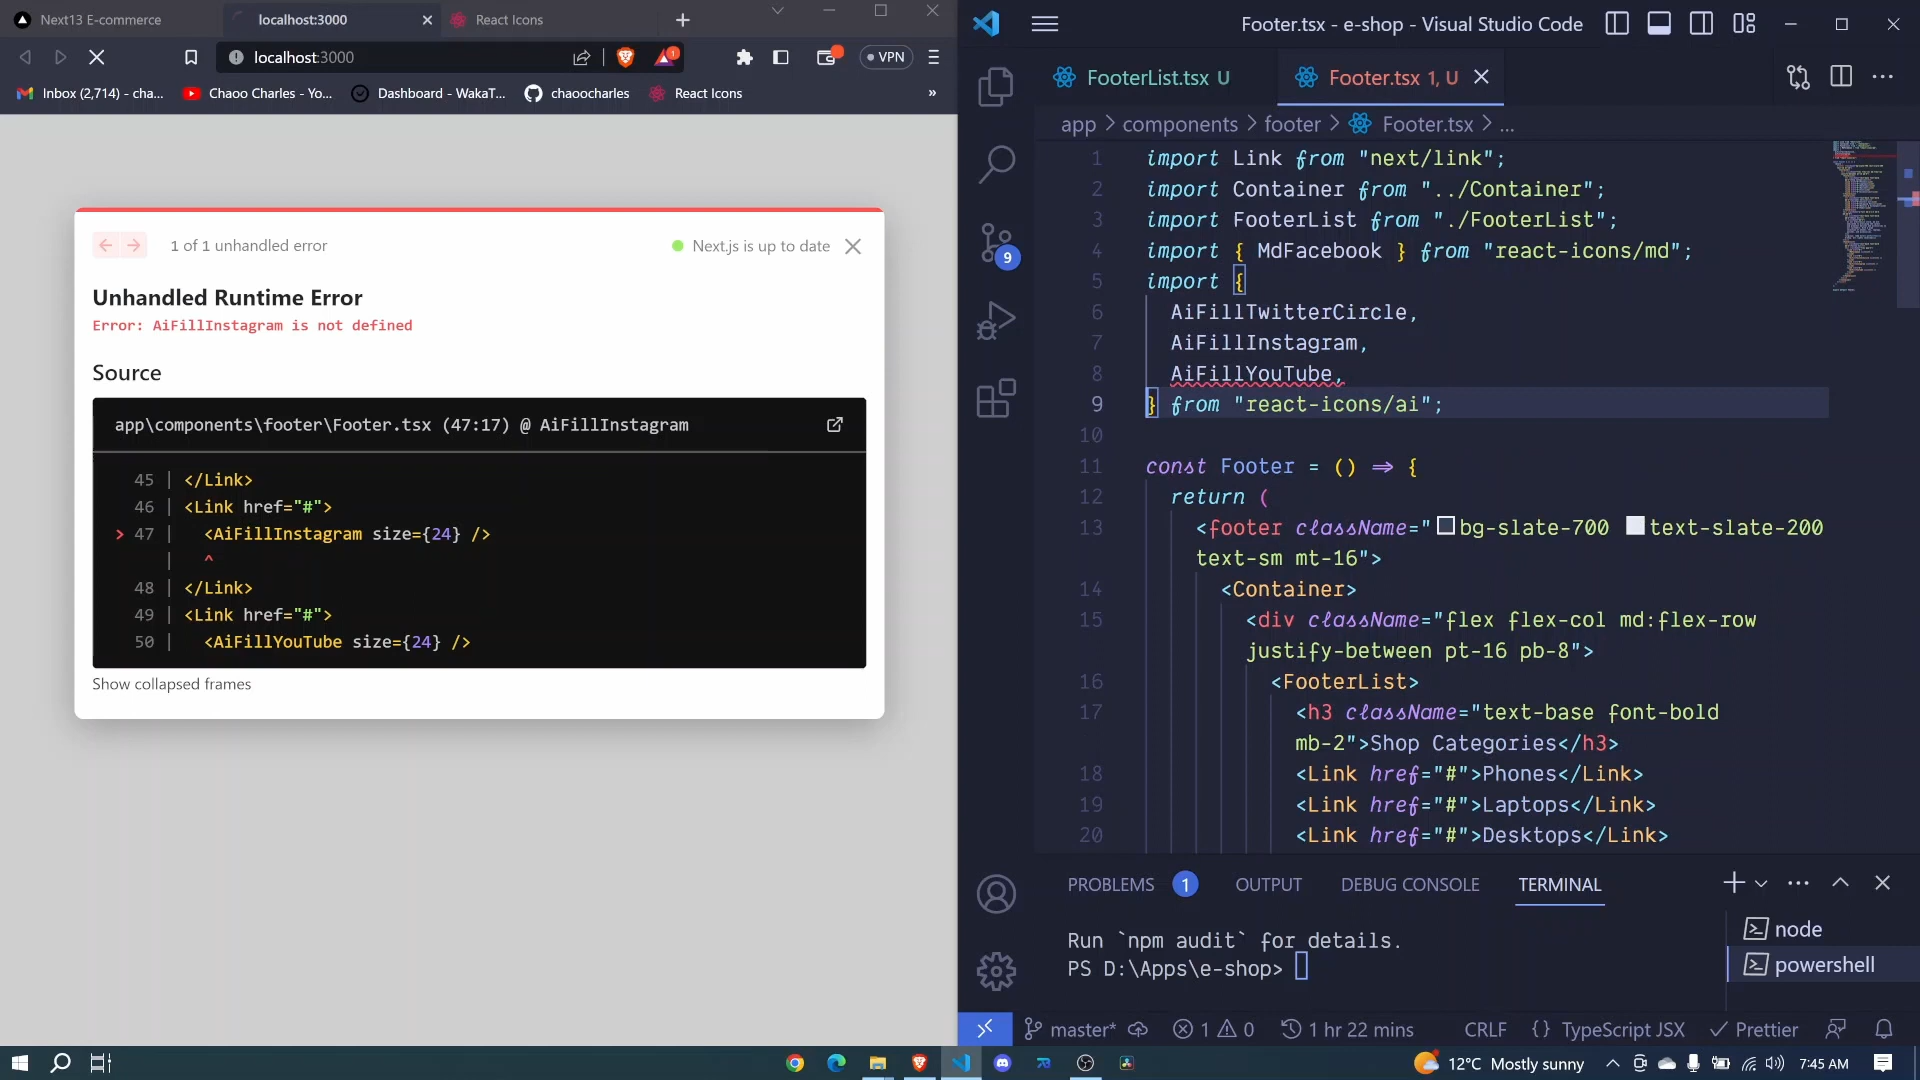 Next13 E-commerce
localhost:3000
React Icons
localhost:3000
1
VPN
Inbox (2,714) - cha...
Chaoo Charles - Yo...
Dashboard - WakaT...
chaoocharles
React Icons
»
1 of 1 unhandled error
Next.js is up to date
Unhandled Runtime Error
Error: AiFillInstagram is not defined
Source
app\components\footer\Footer.tsx (47:17) @ AiFillInstagram
45 | </Link>
46 | <Link href="#">
> 47 | <AiFillInstagram size={24} />
| ^
48 | </Link>
49 | <Link href="#">
50 | <AiFillYouTube size={24} />
Show collapsed frames
Footer.tsx - e-shop - Visual Studio Code
FooterList.tsx U
Footer.tsx 1, U
app > components > footer > Footer.tsx > ...
1 import Link from "next/link";
2 import Container from "../Container";
3 import FooterList from "./FooterList";
4 import { MdFacebook } from "react-icons/md";
5 import {
6 AiFillTwitterCircle,
7 AiFillInstagram,
8 AiFillYouTube,
9 } from "react-icons/ai";
10
11 const Footer = () => {
12 return (
13 <footer className="bg-slate-700 text-slate-200
text-sm mt-16">
14 <Container>
15 <div className="flex flex-col md:flex-row
justify-between pt-16 pb-8">
16 <FooterList>
17 <h3 className="text-base font-bold
mb-2">Shop Categories</h3>
18 <Link href="#">Phones</Link>
19 <Link href="#">Laptops</Link>
20 <Link href="#">Desktops</Link>
9
PROBLEMS 1 OUTPUT DEBUG CONSOLE TERMINAL
Run `npm audit` for details.
PS D:\Apps\e-shop>
node
powershell
master* 1 0 1 hr 22 mins CRLF {} TypeScript JSX Prettier
12°C Mostly sunny 7:45 AM